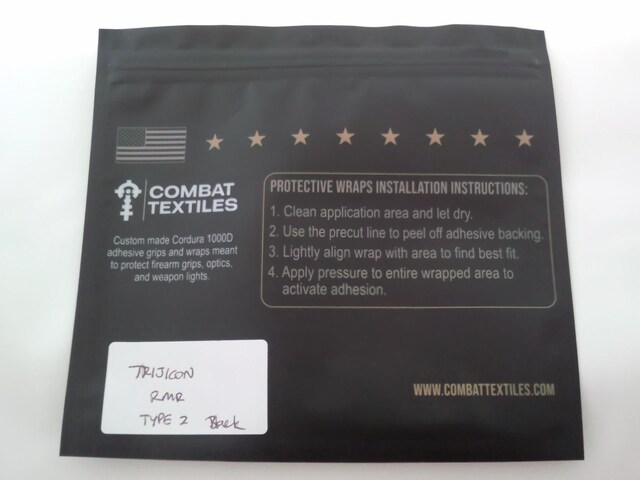 COMBAT
TEXTILES
Custom made Cordura 1000D
adhesive grips and wraps meant
to protect firearm grips, optics,
and weapon lights.
PROTECTIVE WRAPS INSTALLATION INSTRUCTIONS:
1. Clean application area and let dry.
2. Use the precut line to peel off adhesive backing.
3. Lightly align wrap with area to find best fit.
4. Apply pressure to entire wrapped area to
activate adhesion.
TRIJICON
RMR
TYPE 2 Black
WWW.COMBATTEXTILES.COM